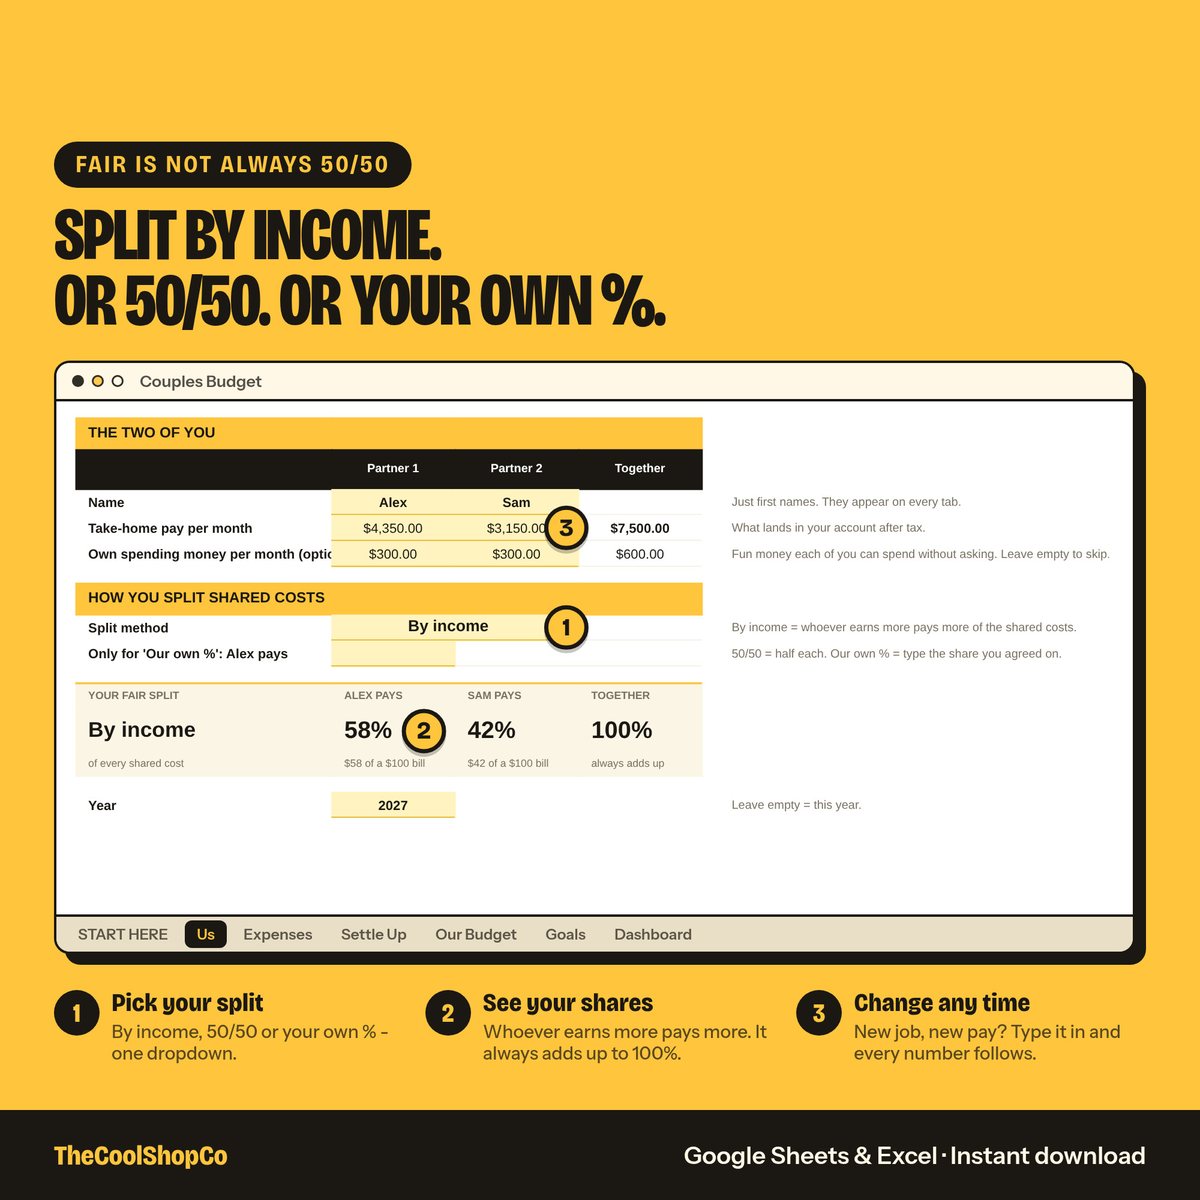 FAIR IS NOT ALWAYS 50/50
SPLIT BY INCOME.
OR 50/50. OR YOUR OWN %.
Couples Budget
THE TWO OF YOU
Partner 1 Partner 2 Together
Name Alex Sam Just first names. They appear on every tab.
Take-home pay per month $4,350.00 $3,150.00 3 $7,500.00 What lands in your account after tax.
Own spending money per month (optic $300.00 $300.00 $600.00 Fun money each of you can spend without asking. Leave empty to skip.
HOW YOU SPLIT SHARED COSTS
Split method By income 1 By income = whoever earns more pays more of the shared costs.
Only for 'Our own %': Alex pays 50/50 = half each. Our own % = type the share you agreed on.
YOUR FAIR SPLIT ALEX PAYS SAM PAYS TOGETHER
By income 58% 2 42% 100%
of every shared cost $58 of a $100 bill $42 of a $100 bill always adds up
Year 2027 Leave empty = this year.
START HERE Us Expenses Settle Up Our Budget Goals Dashboard
1 Pick your split
By income, 50/50 or your own % -
one dropdown.
2 See your shares
Whoever earns more pays more. It
always adds up to 100%.
3 Change any time
New job, new pay? Type it in and
every number follows.
TheCoolShopCo
Google Sheets & Excel · Instant download